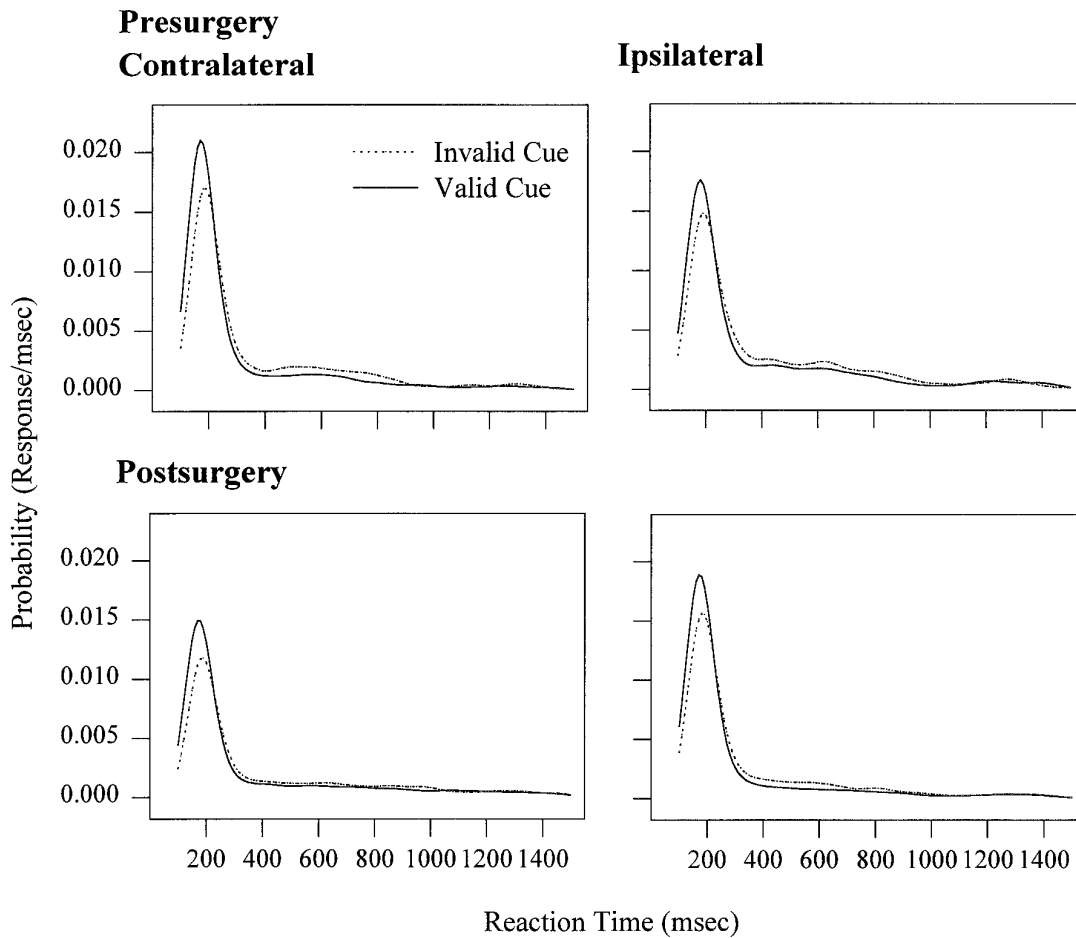 Presurgery
Contralateral
Ipsilateral
0.020
0.015
0.010
0.005
0.000
Invalid Cue
Valid Cue
Postsurgery
0.020
0.015
0.010
0.005
0.000
200 400 600 800 1000 1200 1400
200 400 600 800 1000 1200 1400
Probability (Response/msec)
Reaction Time (msec)